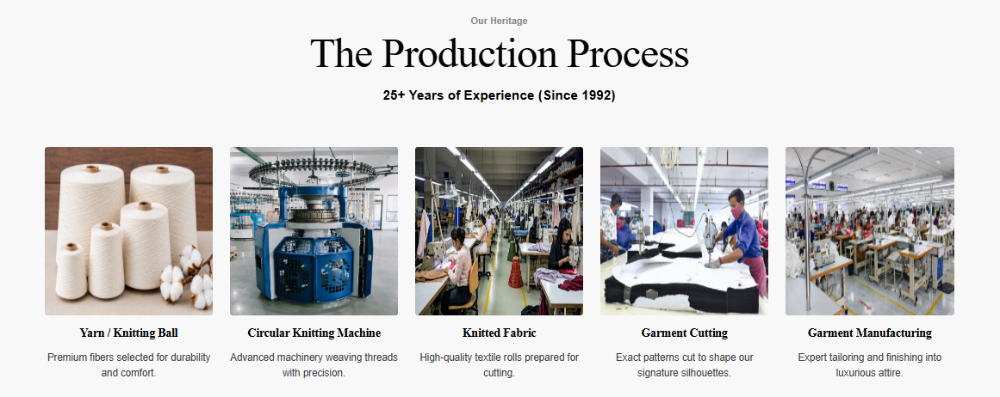 Our Heritage
The Production Process
25+ Years of Experience (Since 1992)
Yarn / Knitting Ball
Premium fibers selected for durability
and comfort.
Circular Knitting Machine
Advanced machinery weaving threads
with precision.
Knitted Fabric
High-quality textile rolls prepared for
cutting.
Garment Cutting
Exact patterns cut to shape our
signature silhouettes.
Garment Manufacturing
Expert tailoring and finishing into
luxurious attire.